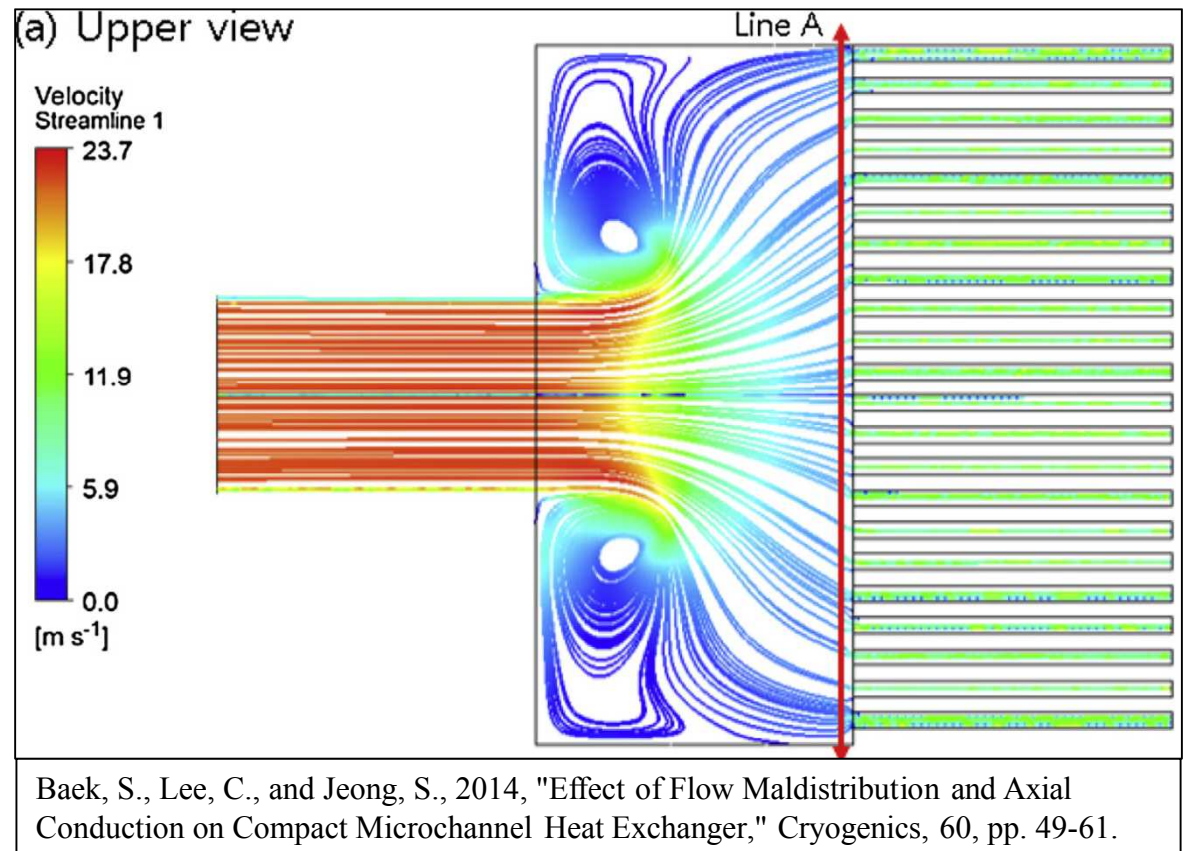 (a) Upper view
Line A
Velocity
Streamline 1
23.7
17.8
11.9
5.9
0.0
[m s-1]
Baek, S., Lee, C., and Jeong, S., 2014, "Effect of Flow Maldistribution and Axial
Conduction on Compact Microchannel Heat Exchanger," Cryogenics, 60, pp. 49-61.